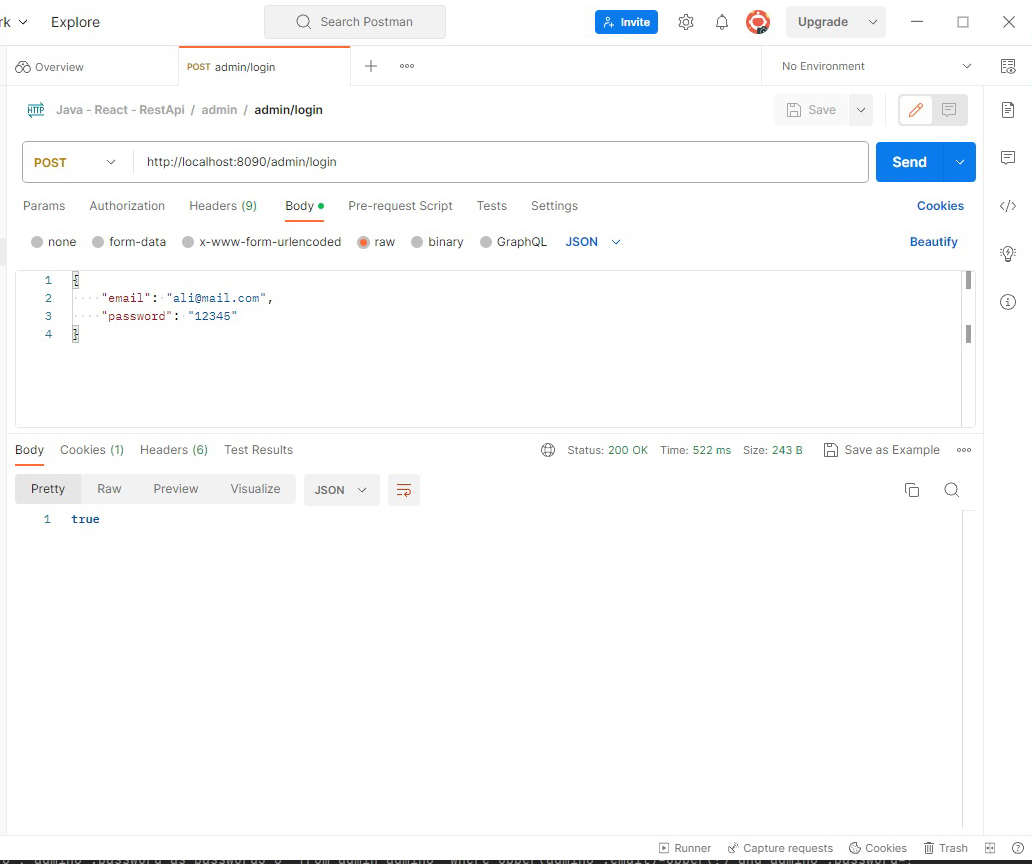 rk
Explore
Search Postman
Invite
Upgrade
Overview
POST admin/login
No Environment
HTTP Java - React - RestApi / admin / admin/login
Save
POST
http://localhost:8090/admin/login
Send
Params Authorization Headers (9) Body Pre-request Script Tests Settings Cookies
none form-data x-www-form-urlencoded raw binary GraphQL JSON Beautify
1 {
2 "email": "ali@mail.com",
3 "password": "12345"
4 }
Body Cookies (1) Headers (6) Test Results Status: 200 OK Time: 522 ms Size: 243 B Save as Example
Pretty Raw Preview Visualize JSON
1 true
Runner Capture requests Cookies Trash